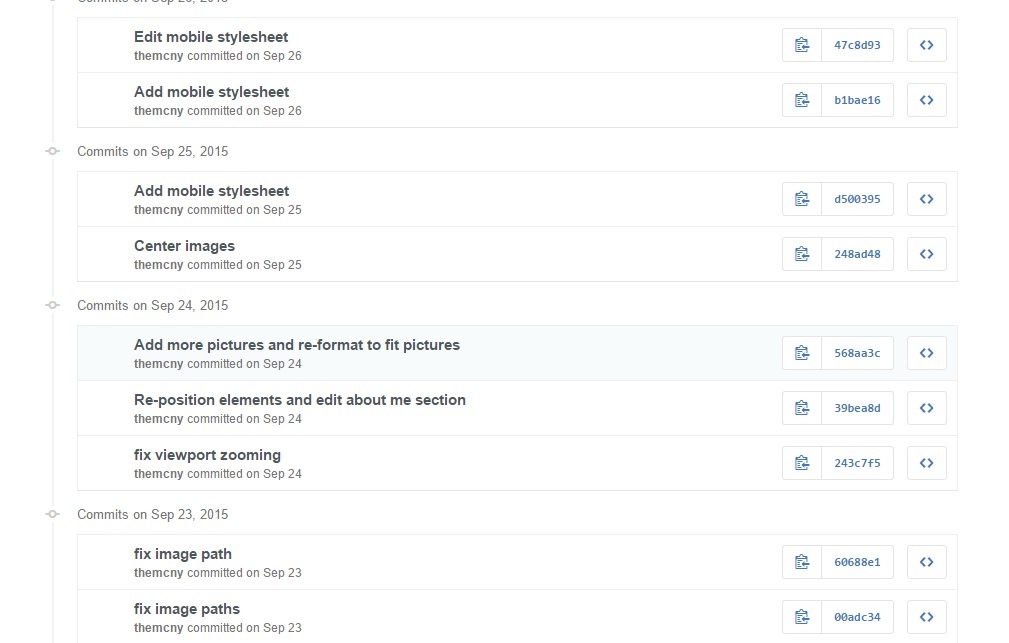 Commits on Sep 26, 2015
Edit mobile stylesheet
themcny committed on Sep 26
47c8d93
Add mobile stylesheet
themcny committed on Sep 26
b1bae16
Commits on Sep 25, 2015
Add mobile stylesheet
themcny committed on Sep 25
d500395
Center images
themcny committed on Sep 25
248ad48
Commits on Sep 24, 2015
Add more pictures and re-format to fit pictures
themcny committed on Sep 24
568aa3c
Re-position elements and edit about me section
themcny committed on Sep 24
39bea8d
fix viewport zooming
themcny committed on Sep 24
243c7f5
Commits on Sep 23, 2015
fix image path
themcny committed on Sep 23
60688e1
fix image paths
themcny committed on Sep 23
00adc34